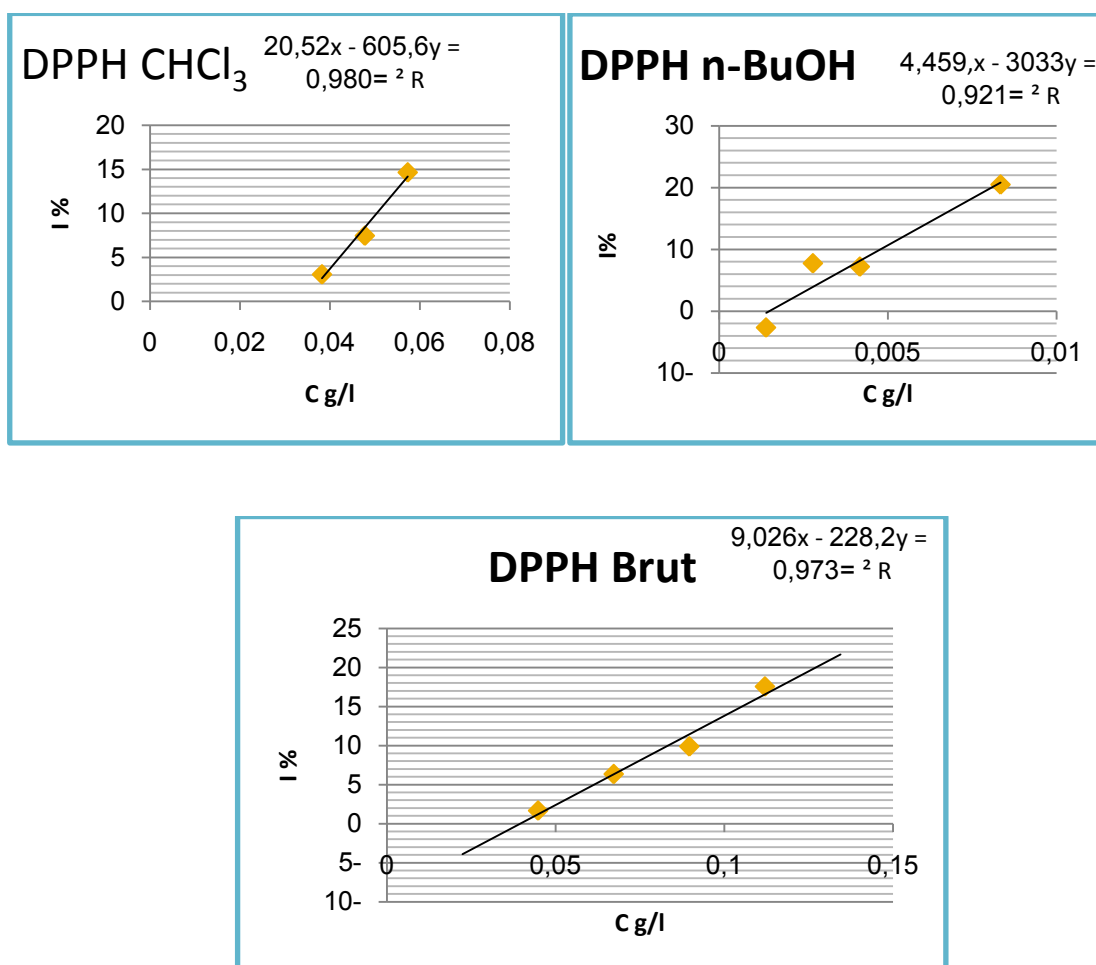 DPPH CHCl₃
20,52x - 605,6y =
0,980= ² R
20
15
10
5
0
I %
0 0,02 0,04 0,06 0,08
C g/l
DPPH n-BuOH
4,459,x - 3033y =
0,921= ² R
30
20
10
0
10-
I%
0 0,005 0,01
C g/l
DPPH Brut
9,026x - 228,2y =
0,973= ² R
25
20
15
10
5
0
5-
10-
I %
0 0,05 0,1 0,15
C g/l